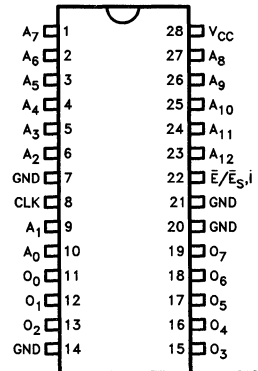 A7 1 28 VCC
A6 2 27 A8
A5 3 26 A9
A4 4 25 A10
A3 5 24 A11
A2 6 23 A12
GND 7 22 Ē/ĒS,i
CLK 8 21 GND
A1 9 20 GND
A0 10 19 O7
O0 11 18 O6
O1 12 17 O5
O2 13 16 O4
GND 14 15 O3